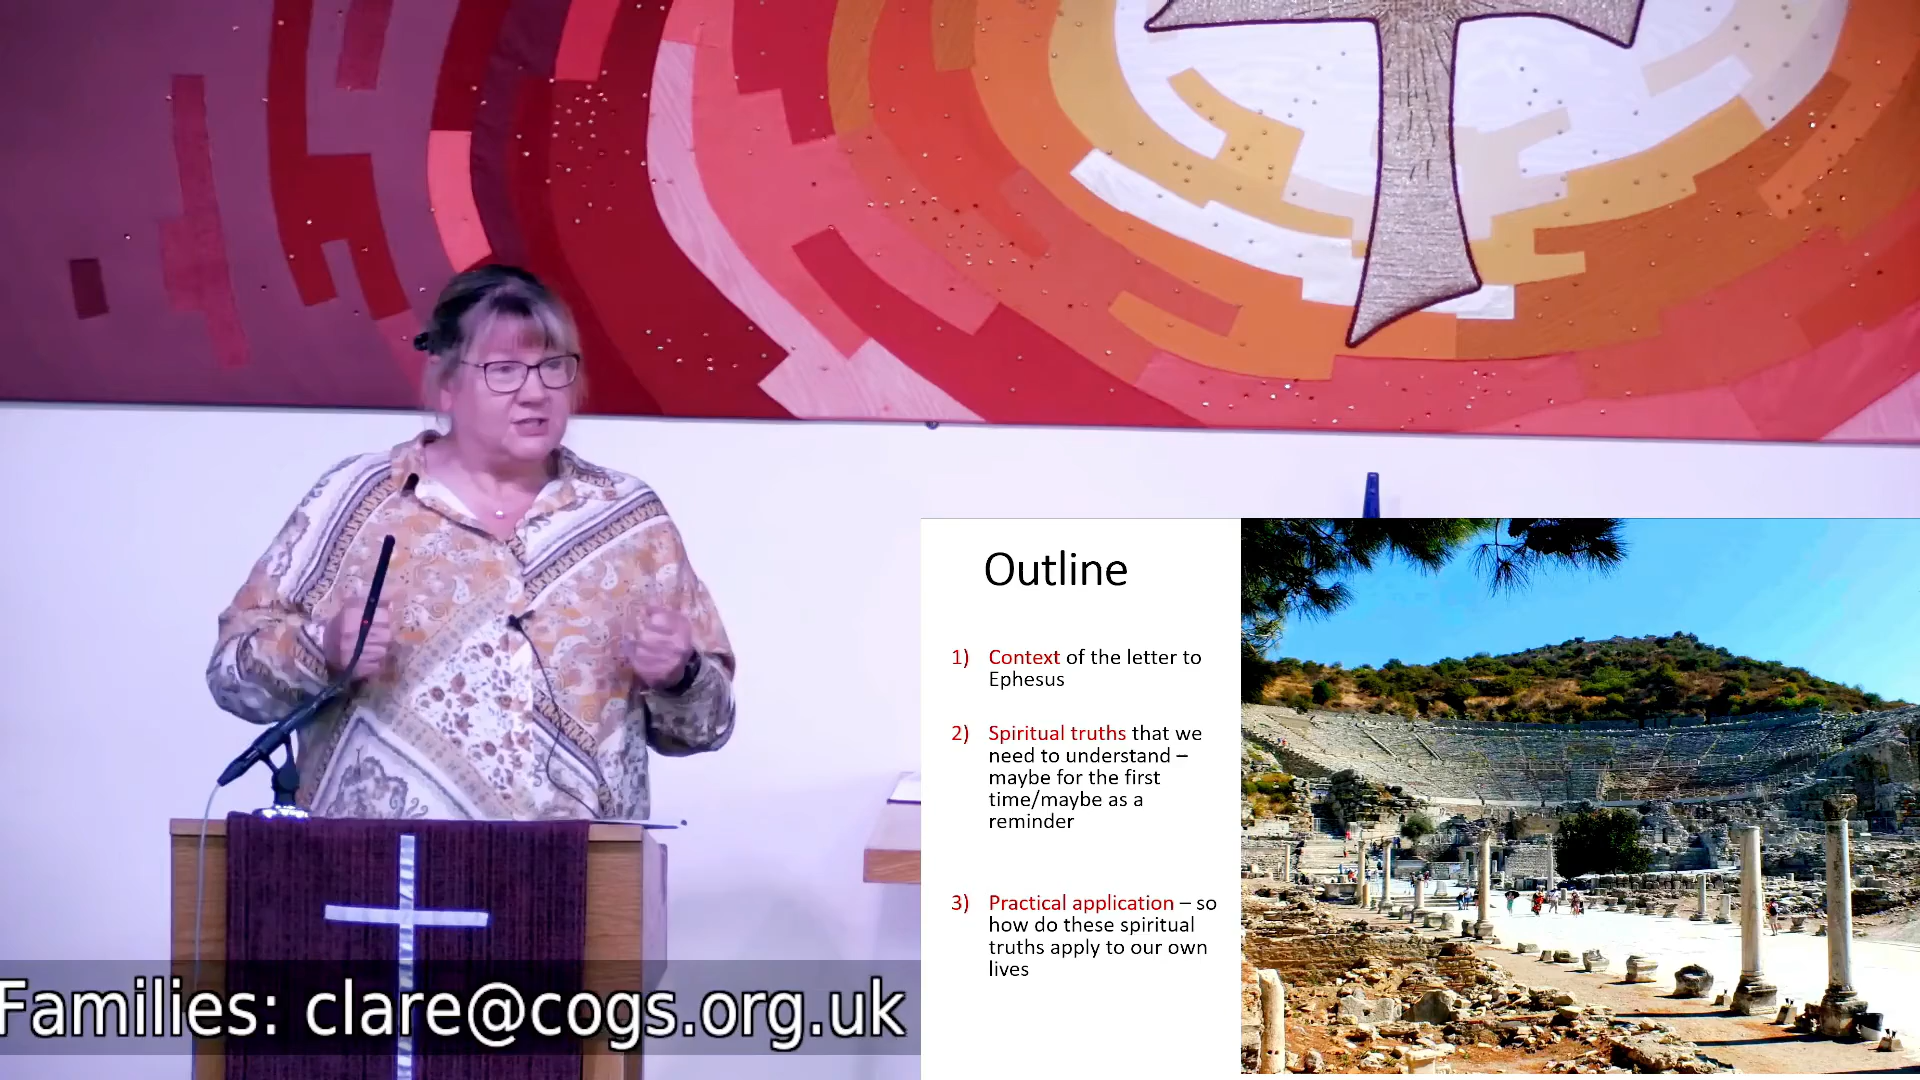 Outline
1) Context of the letter to
Ephesus
2) Spiritual truths that we
need to understand –
maybe for the first
time/maybe as a
reminder
3) Practical application – so
how do these spiritual
truths apply to our own
lives
Families: clare@cogs.org.uk